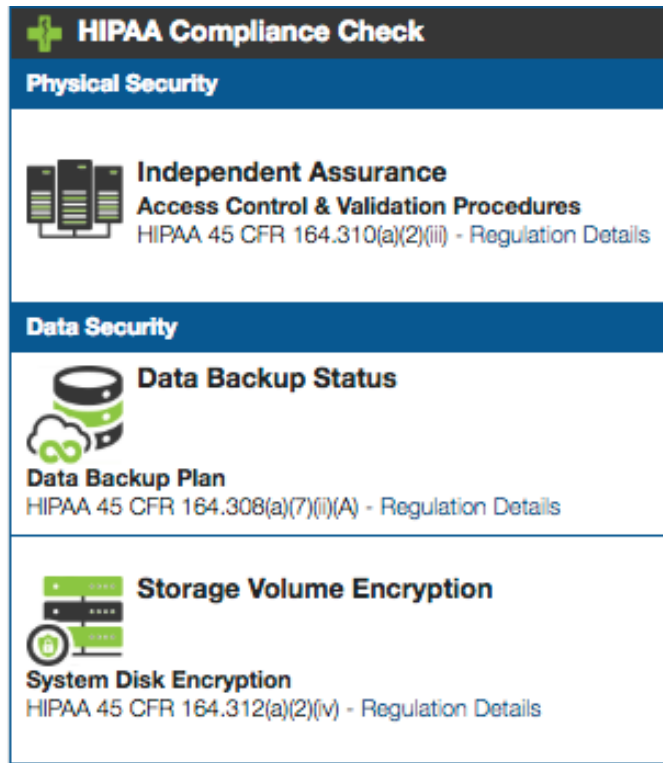 HIPAA Compliance Check
Physical Security
Independent Assurance
Access Control & Validation Procedures
HIPAA 45 CFR 164.310(a)(2)(iii) - Regulation Details
Data Security
Data Backup Status
Data Backup Plan
HIPAA 45 CFR 164.308(a)(7)(ii)(A) - Regulation Details
Storage Volume Encryption
System Disk Encryption
HIPAA 45 CFR 164.312(a)(2)(iv) - Regulation Details